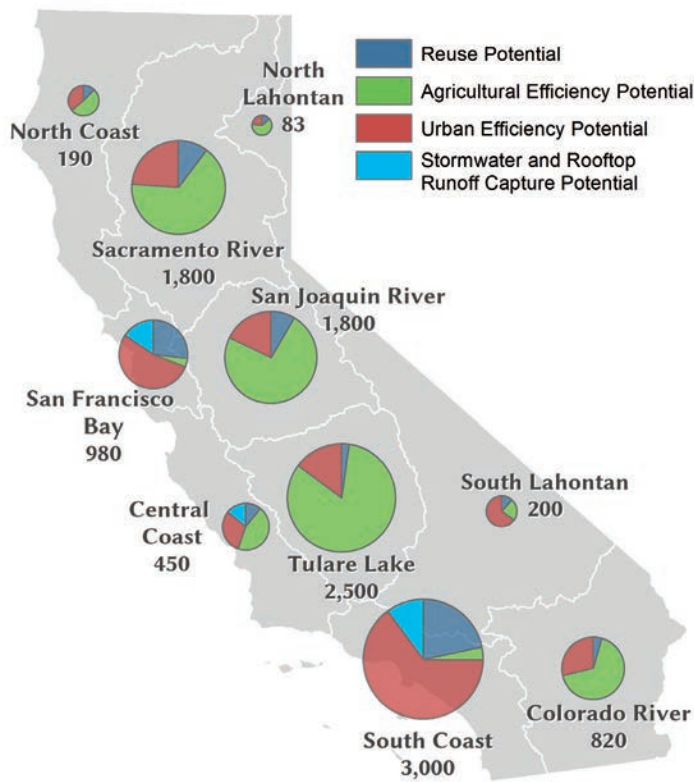 Reuse Potential
Agricultural Efficiency Potential
Urban Efficiency Potential
Stormwater and Rooftop
Runoff Capture Potential
North
Lahontan
83
North Coast
190
Sacramento River
1,800
San Joaquin River
1,800
San Francisco
Bay
980
Central
Coast
450
Tulare Lake
2,500
South Lahontan
200
South Coast
3,000
Colorado River
820